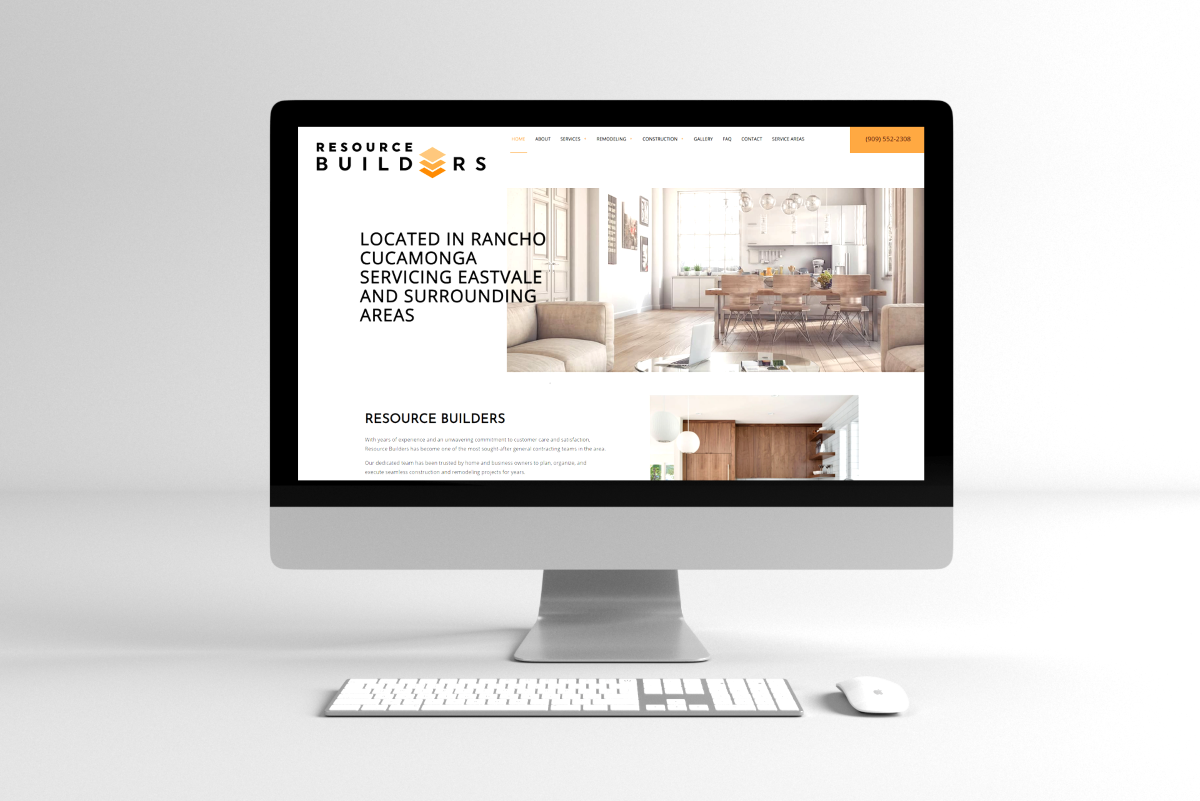 RESOURCE
BUILDERS
HOME ABOUT SERVICES REMODELING CONSTRUCTION GALLERY FAQ CONTACT SERVICE AREAS
(909) 552-2308
LOCATED IN RANCHO
CUCAMONGA
SERVICING EASTVALE
AND SURROUNDING
AREAS
RESOURCE BUILDERS
With years of experience and an unwavering commitment to customer care and satisfaction,
Resource Builders has become one of the most sought-after general contracting teams in the area.
Our dedicated team has been trusted by home and business owners to plan, organize, and
execute seamless construction and remodeling projects for years.